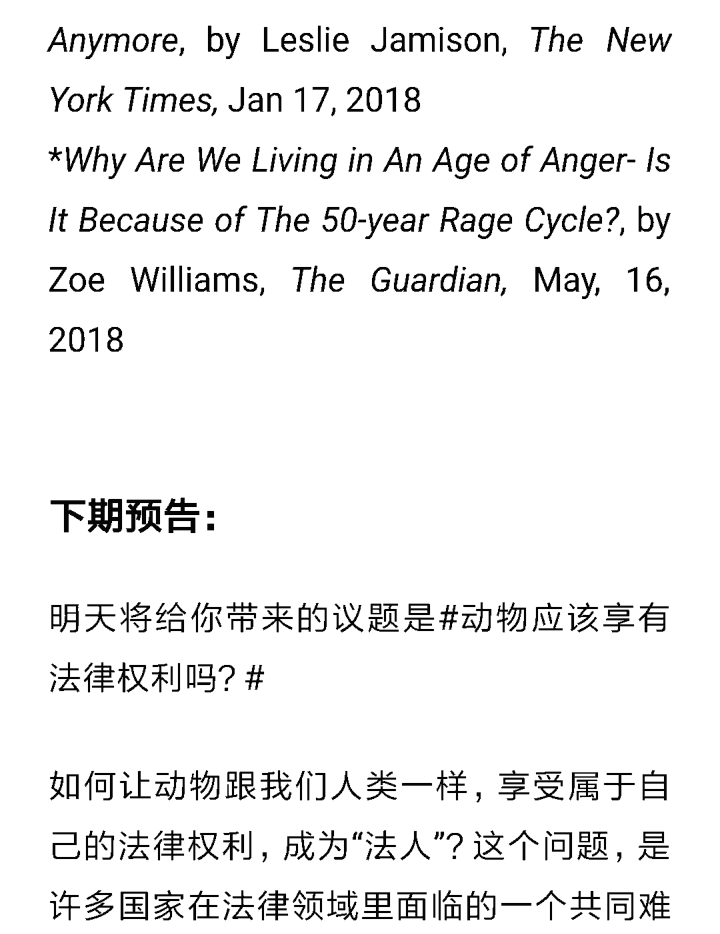 Anymore, by Leslie Jamison, The New
York Times, Jan 17, 2018
*Why Are We Living in An Age of Anger- Is
It Because of The 50-year Rage Cycle?, by
Zoe Williams, The Guardian, May, 16,
2018
下期预告：
明天将给你带来的议题是#动物应该享有
法律权利吗？#
如何让动物跟我们人类一样，享受属于自
己的法律权利，成为“法人”？这个问题，是
许多国家在法律领域里面临的一个共同难